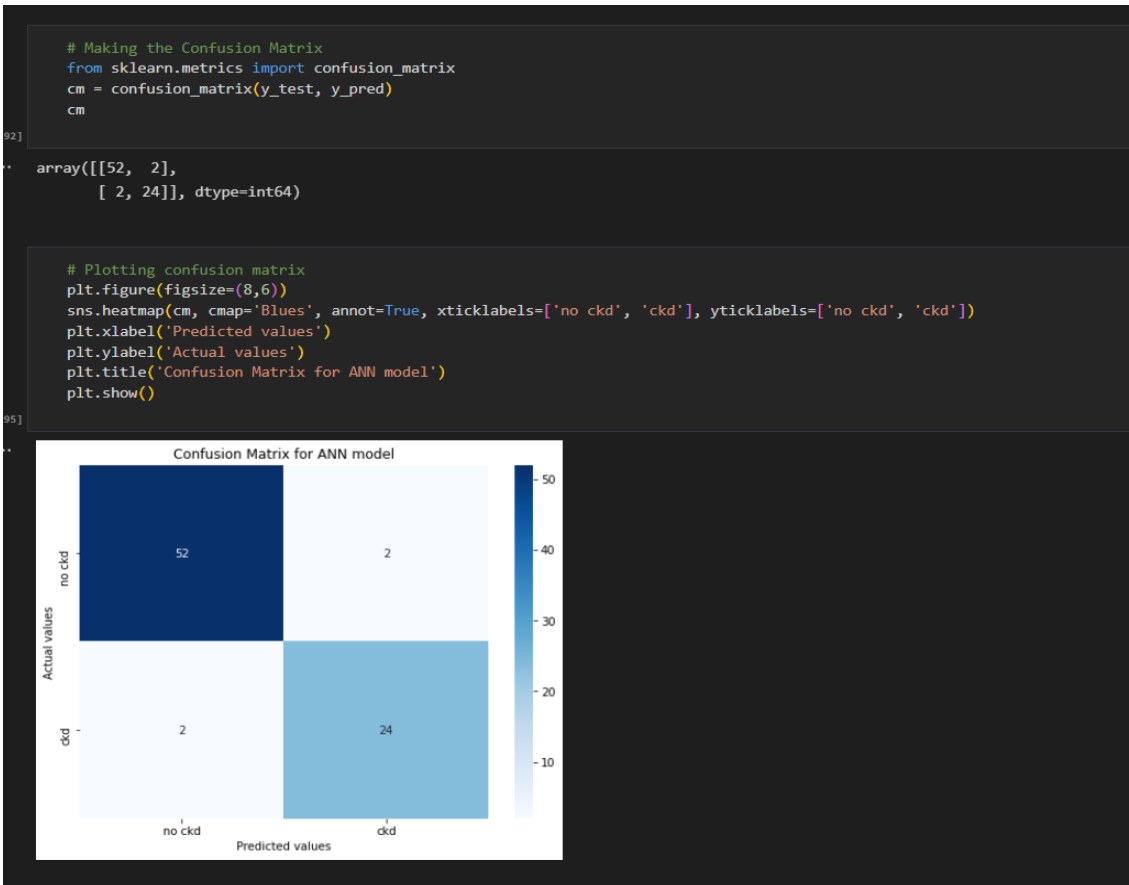 # Making the Confusion Matrix
from sklearn.metrics import confusion_matrix
cm = confusion_matrix(y_test, y_pred)
cm
92]
array([[52,  2],
       [ 2, 24]], dtype=int64)
# Plotting confusion matrix
plt.figure(figsize=(8,6))
sns.heatmap(cm, cmap='Blues', annot=True, xticklabels=['no ckd', 'ckd'], yticklabels=['no ckd', 'ckd'])
plt.xlabel('Predicted values')
plt.ylabel('Actual values')
plt.title('Confusion Matrix for ANN model')
plt.show()
95]
Confusion Matrix for ANN model
Actual values
no ckd
52
2
ckd
2
24
no ckd
ckd
Predicted values
50
40
30
20
10